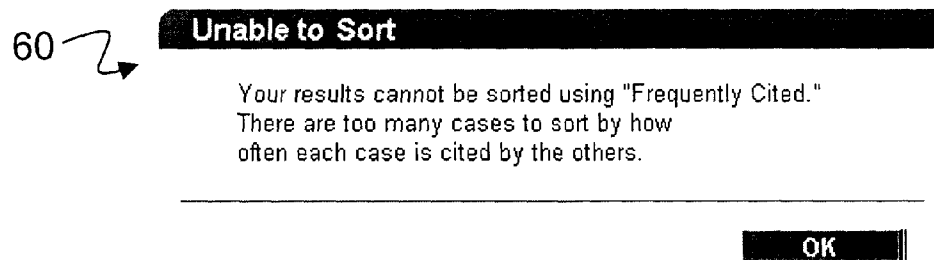 60
Unable to Sort
Your results cannot be sorted using "Frequently Cited."
There are too many cases to sort by how
often each case is cited by the others.
OK